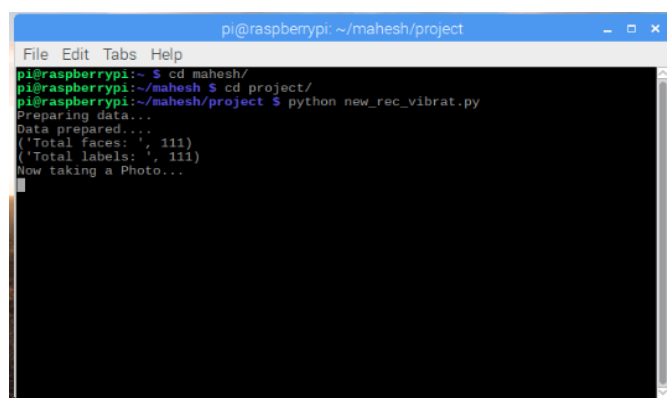 pi@raspberrypi: ~/mahesh/project
File Edit Tabs Help
pi@raspberrypi:~ $ cd mahesh/
pi@raspberrypi:~/mahesh $ cd project/
pi@raspberrypi:~/mahesh/project $ python new_rec_vibrat.py
Preparing data...
Data prepared....
('Total faces: ', 111)
('Total labels: ', 111)
Now taking a Photo...